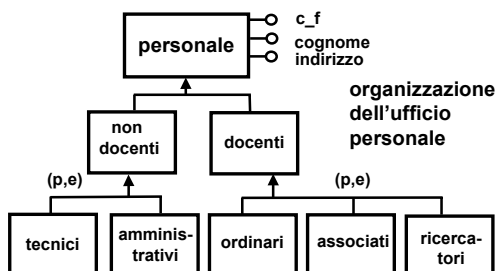 c_f
personale
cognome
indirizzo
organizzazione
dell'ufficio
personale
non
docenti
docenti
(p,e)
(p,e)
tecnici
amminis-
trativi
ordinari
associati
ricerca-
tori